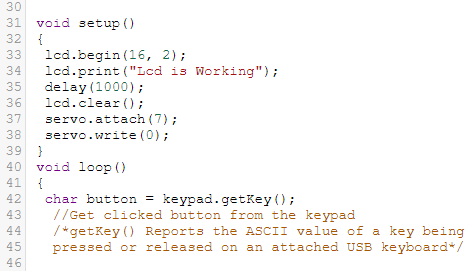 30
31 void setup()
32 {
33 lcd.begin(16, 2);
34 lcd.print("Lcd is Working");
35 delay(1000);
36 lcd.clear();
37 servo.attach(7);
38 servo.write(0);
39 }
40 void loop()
41 {
42 char button = keypad.getKey();
43 //Get clicked button from the keypad
44 /*getKey() Reports the ASCII value of a key being
45 pressed or released on an attached USB keyboard*/
46